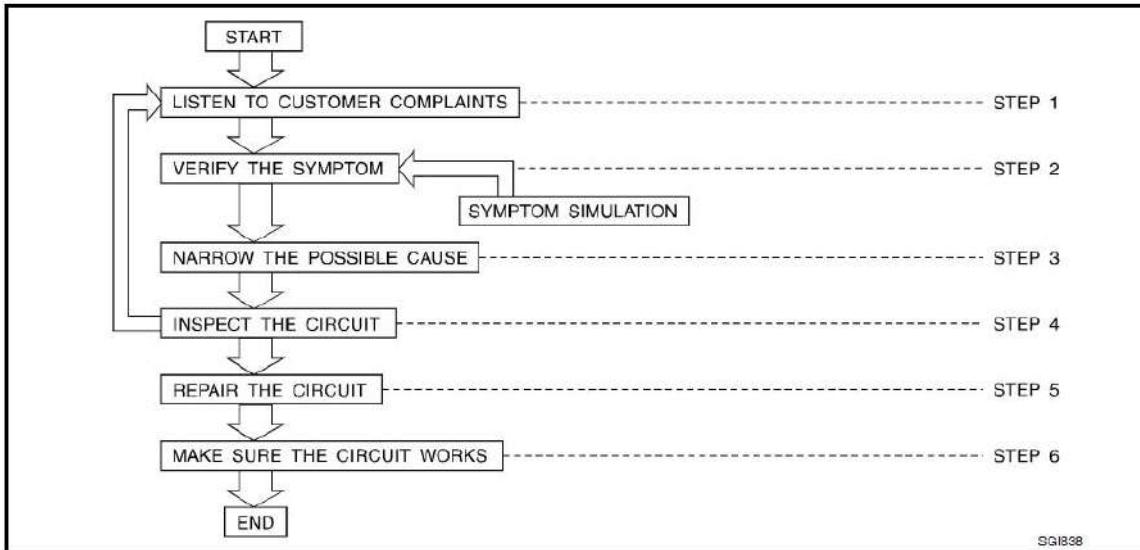 START
LISTEN TO CUSTOMER COMPLAINTS STEP 1
VERIFY THE SYMPTOM STEP 2
SYMPTOM SIMULATION
NARROW THE POSSIBLE CAUSE STEP 3
INSPECT THE CIRCUIT STEP 4
REPAIR THE CIRCUIT STEP 5
MAKE SURE THE CIRCUIT WORKS STEP 6
END
SGI838